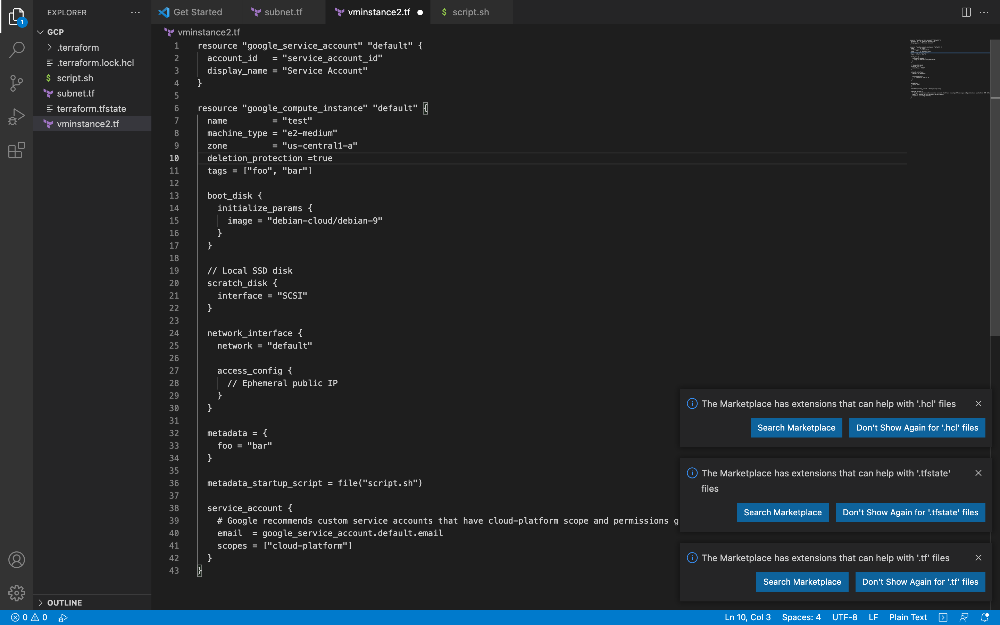 1
EXPLORER
GCP
.terraform
.terraform.lock.hcl
$ script.sh
subnet.tf
terraform.tfstate
vminstance2.tf
OUTLINE
Get Started
subnet.tf
vminstance2.tf
$ script.sh
vminstance2.tf
1 resource "google_service_account" "default" {
2   account_id   = "service_account_id"
3   display_name = "Service Account"
4 }
5
6 resource "google_compute_instance" "default" {
7   name         = "test"
8   machine_type = "e2-medium"
9   zone         = "us-central1-a"
10   deletion_protection =true
11   tags = ["foo", "bar"]
12
13   boot_disk {
14     initialize_params {
15       image = "debian-cloud/debian-9"
16     }
17   }
18
19   // Local SSD disk
20   scratch_disk {
21     interface = "SCSI"
22   }
23
24   network_interface {
25     network = "default"
26
27     access_config {
28       // Ephemeral public IP
29     }
30   }
31
32   metadata = {
33     foo = "bar"
34   }
35
36   metadata_startup_script = file("script.sh")
37
38   service_account {
39     # Google recommends custom service accounts that have cloud-platform scope and permissions g
40     email  = google_service_account.default.email
41     scopes = ["cloud-platform"]
42   }
43 }
The Marketplace has extensions that can help with '.hcl' files
Search Marketplace Don't Show Again for '.hcl' files
The Marketplace has extensions that can help with '.tfstate'
files
Search Marketplace Don't Show Again for '.tfstate' files
The Marketplace has extensions that can help with '.tf' files
Search Marketplace Don't Show Again for '.tf' files
0 0 Ln 10, Col 3 Spaces: 4 UTF-8 LF Plain Text